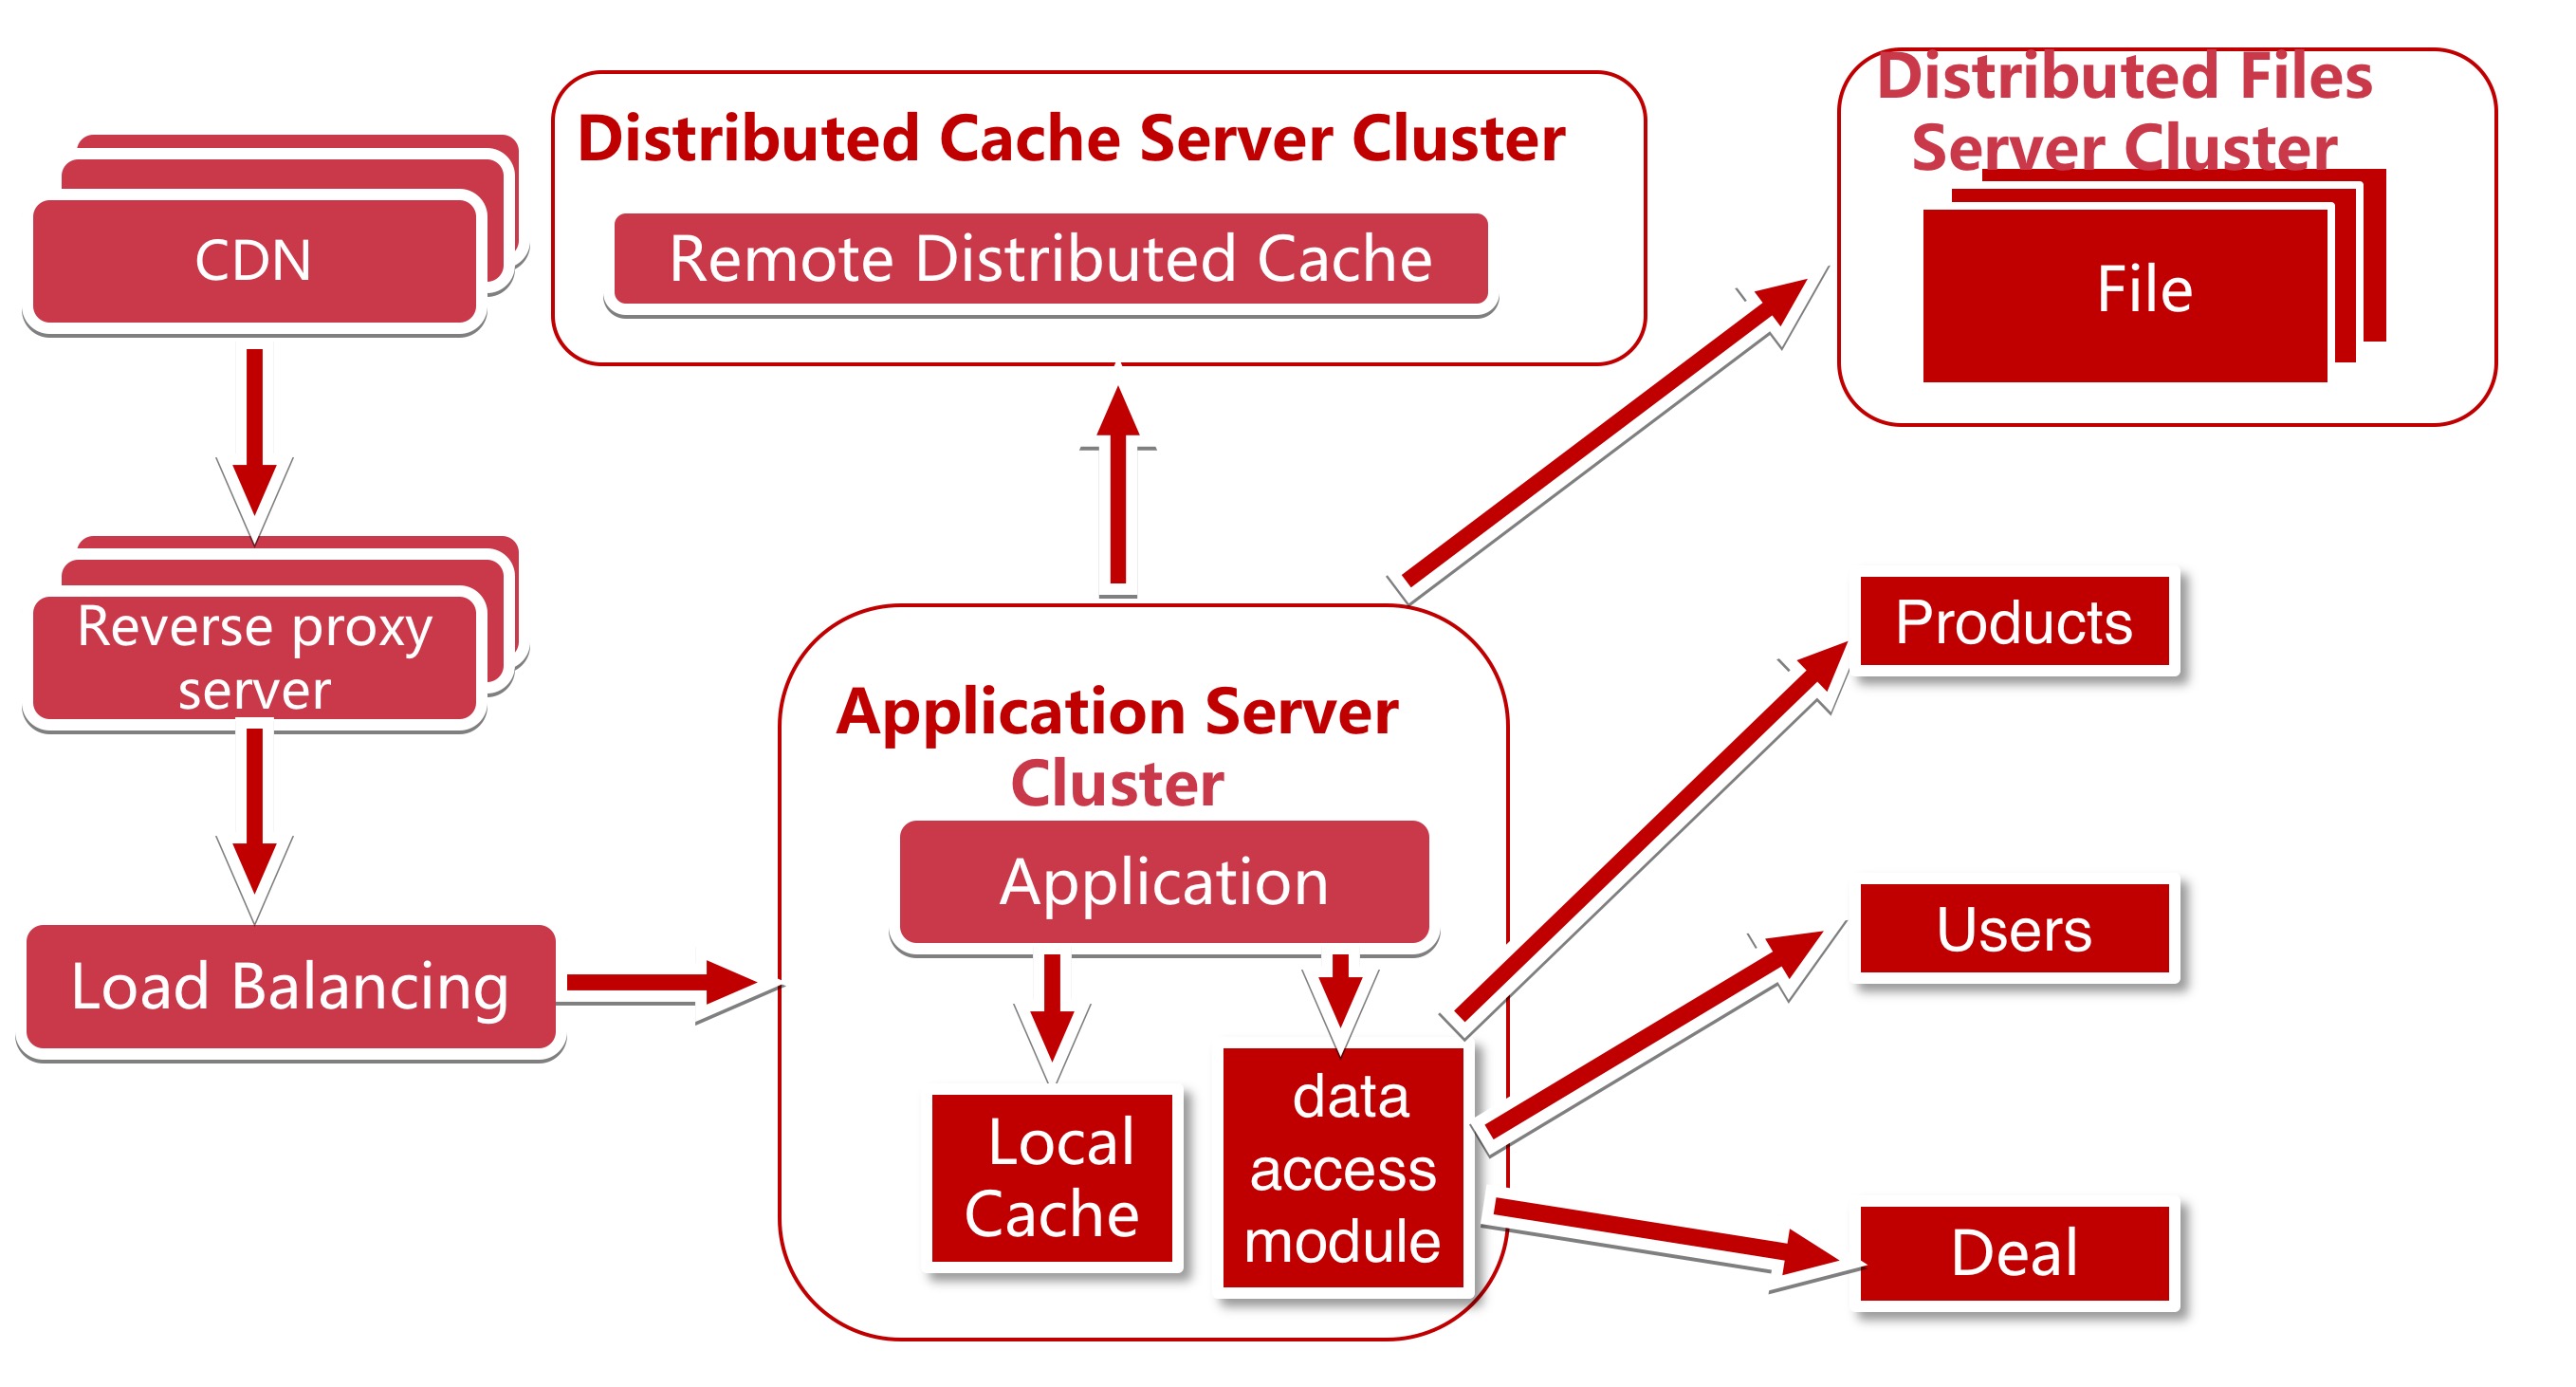 CDN
Reverse proxy
server
Load Balancing
Distributed Cache Server Cluster
Remote Distributed Cache
Application Server
Cluster
Application
Local
Cache
data
access
module
Distributed Files
Server Cluster
File
Products
Users
Deal